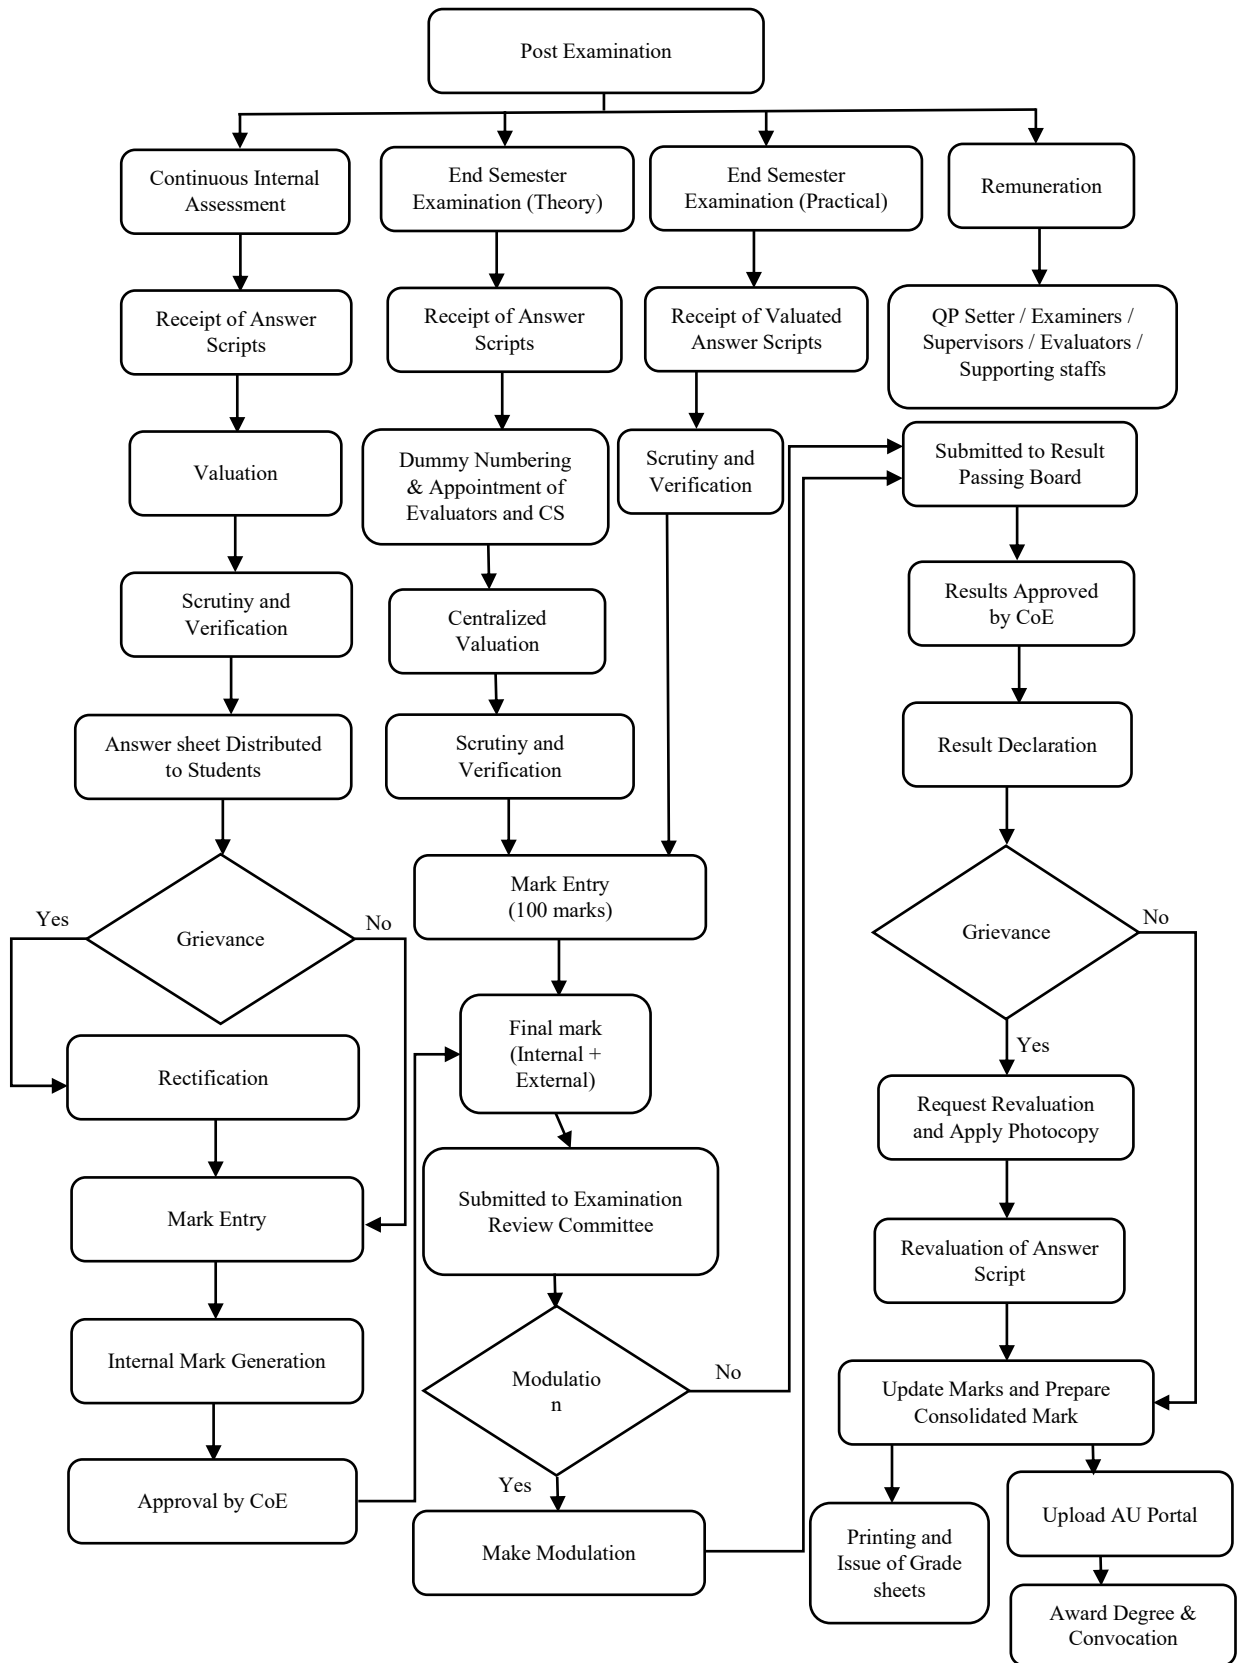 Post Examination
Continuous Internal
Assessment
End Semester
Examination (Theory)
End Semester
Examination (Practical)
Remuneration
Receipt of Answer
Scripts
Receipt of Answer
Scripts
Receipt of Valuated
Answer Scripts
QP Setter / Examiners /
Supervisors / Evaluators /
Supporting staffs
Valuation
Dummy Numbering
& Appointment of
Evaluators and CS
Scrutiny and
Verification
Submitted to Result
Passing Board
Scrutiny and
Verification
Centralized
Valuation
Results Approved
by CoE
Answer sheet Distributed
to Students
Scrutiny and
Verification
Result Declaration
Yes
Grievance
No
Mark Entry
(100 marks)
Grievance
No
Yes
Rectification
Final mark
(Internal +
External)
Request Revaluation
and Apply Photocopy
Mark Entry
Submitted to Examination
Review Committee
Revaluation of Answer
Script
Internal Mark Generation
Modulatio
n
No
Yes
Update Marks and Prepare
Consolidated Mark
Approval by CoE
Make Modulation
Printing and
Issue of Grade
sheets
Upload AU Portal
Award Degree &
Convocation